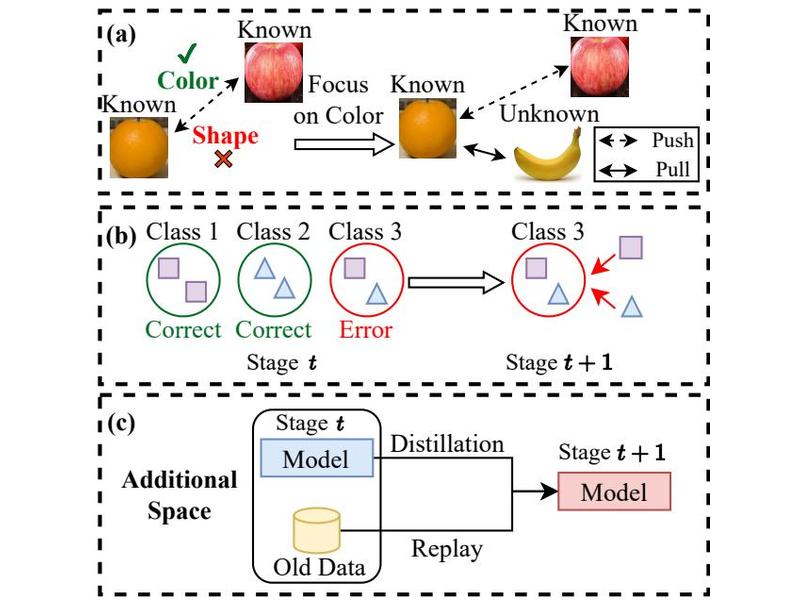 (a)
Known
Color
Known
Shape
Focus
on Color
Known
Known
Unknown
Push
Pull
(b)
Class 1
Class 2
Class 3
Class 3
Correct
Correct
Error
Stage t
Stage t + 1
(c)
Additional
Space
Stage t
Model
Old Data
Distillation
Replay
Stage t + 1
Model